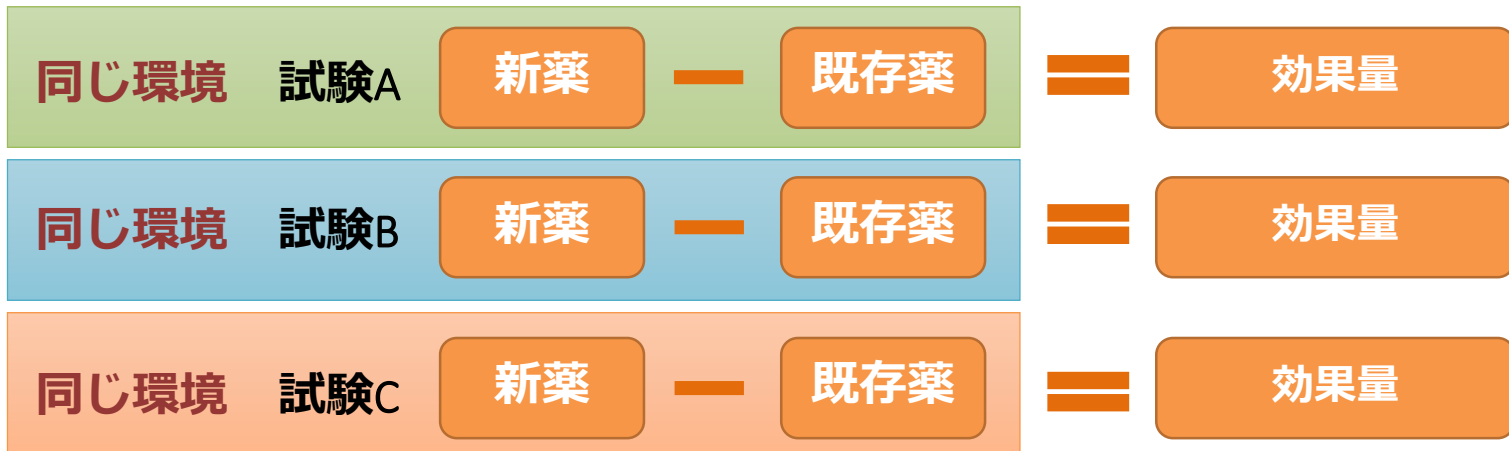 同じ環境 試験A 新薬 ー 既存薬 = 効果量
同じ環境 試験B 新薬 ー 既存薬 = 効果量
同じ環境 試験C 新薬 ー 既存薬 = 効果量